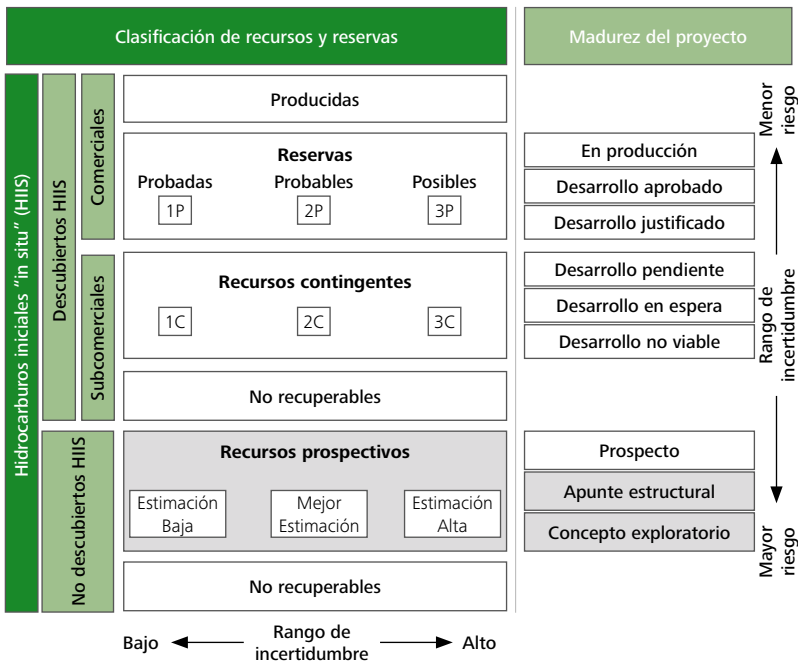 Clasificación de recursos y reservas
Madurez del proyecto
Hidrocarburos iniciales “in situ” (HIIS)
Descubiertos HIIS
Comerciales
Producidas
Reservas
Probadas
Probables
Posibles
1P
2P
3P
Subcomerciales
Recursos contingentes
1C
2C
3C
No recuperables
No descubiertos HIIS
Recursos prospectivos
Estimación
Baja
Mejor
Estimación
Estimación
Alta
No recuperables
Bajo
Rango de
incertidumbre
Alto
En producción
Desarrollo aprobado
Desarrollo justificado
Desarrollo pendiente
Desarrollo en espera
Desarrollo no viable
Prospecto
Apunte estructural
Concepto exploratorio
Menor
riesgo
Rango de
incertidumbre
Mayor
riesgo